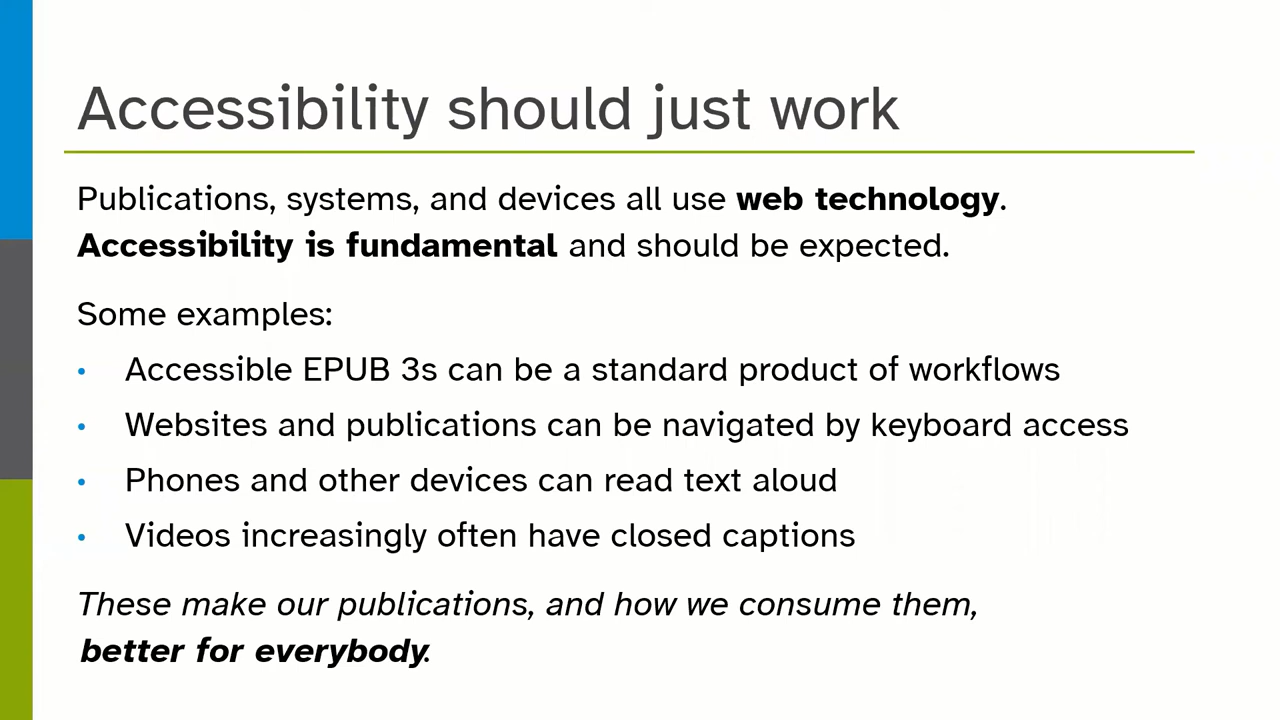 Accessibility should just work
Publications, systems, and devices all use web technology.
Accessibility is fundamental and should be expected.
Some examples:
• Accessible EPUB 3s can be a standard product of workflows
• Websites and publications can be navigated by keyboard access
• Phones and other devices can read text aloud
• Videos increasingly often have closed captions
These make our publications, and how we consume them,
better for everybody.